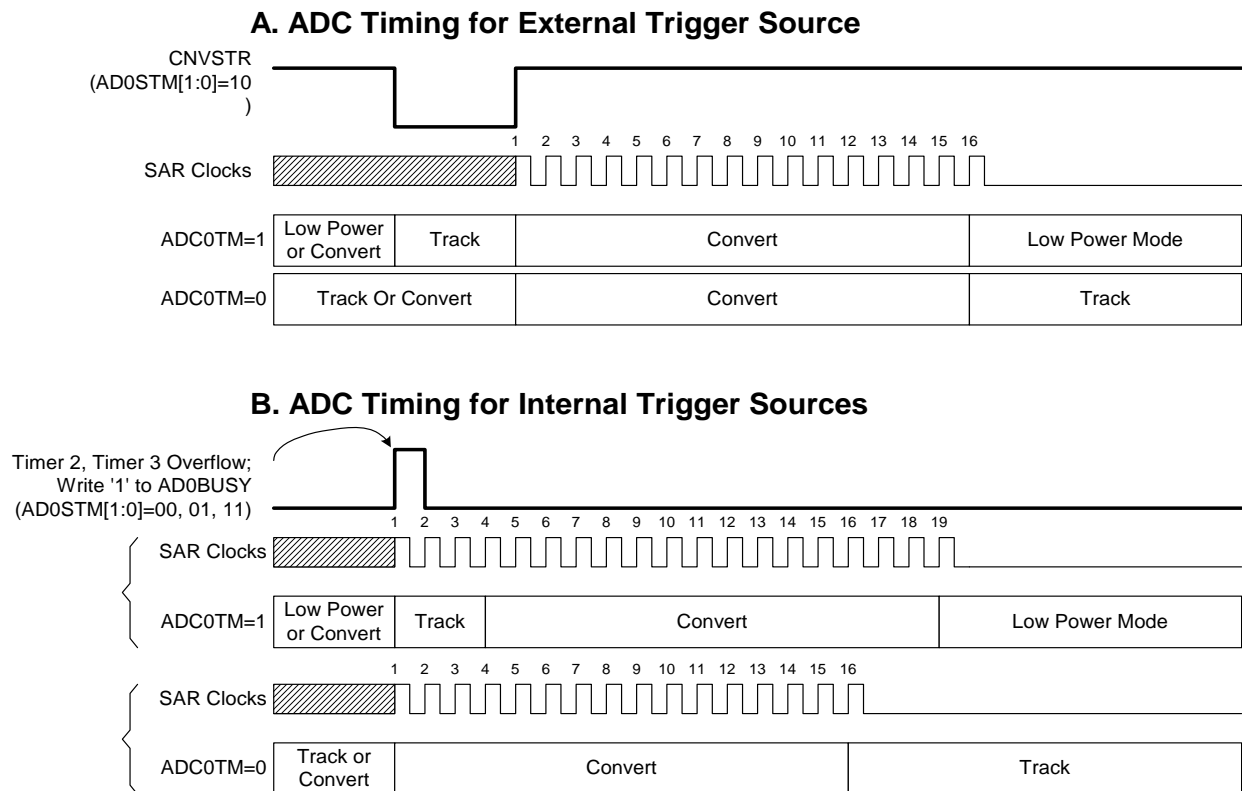 A. ADC Timing for External Trigger Source
CNVSTR
(AD0STM[1:0]=10
)
1 2 3 4 5 6 7 8 9 10 11 12 13 14 15 16
SAR Clocks
ADC0TM=1
Low Power
or Convert
Track
Convert
Low Power Mode
ADC0TM=0
Track Or Convert
Convert
Track
B. ADC Timing for Internal Trigger Sources
Timer 2, Timer 3 Overflow;
Write '1' to AD0BUSY
(AD0STM[1:0]=00, 01, 11)
1 2 3 4 5 6 7 8 9 10 11 12 13 14 15 16 17 18 19
SAR Clocks
ADC0TM=1
Low Power
or Convert
Track
Convert
Low Power Mode
1 2 3 4 5 6 7 8 9 10 11 12 13 14 15 16
SAR Clocks
ADC0TM=0
Track or
Convert
Convert
Track